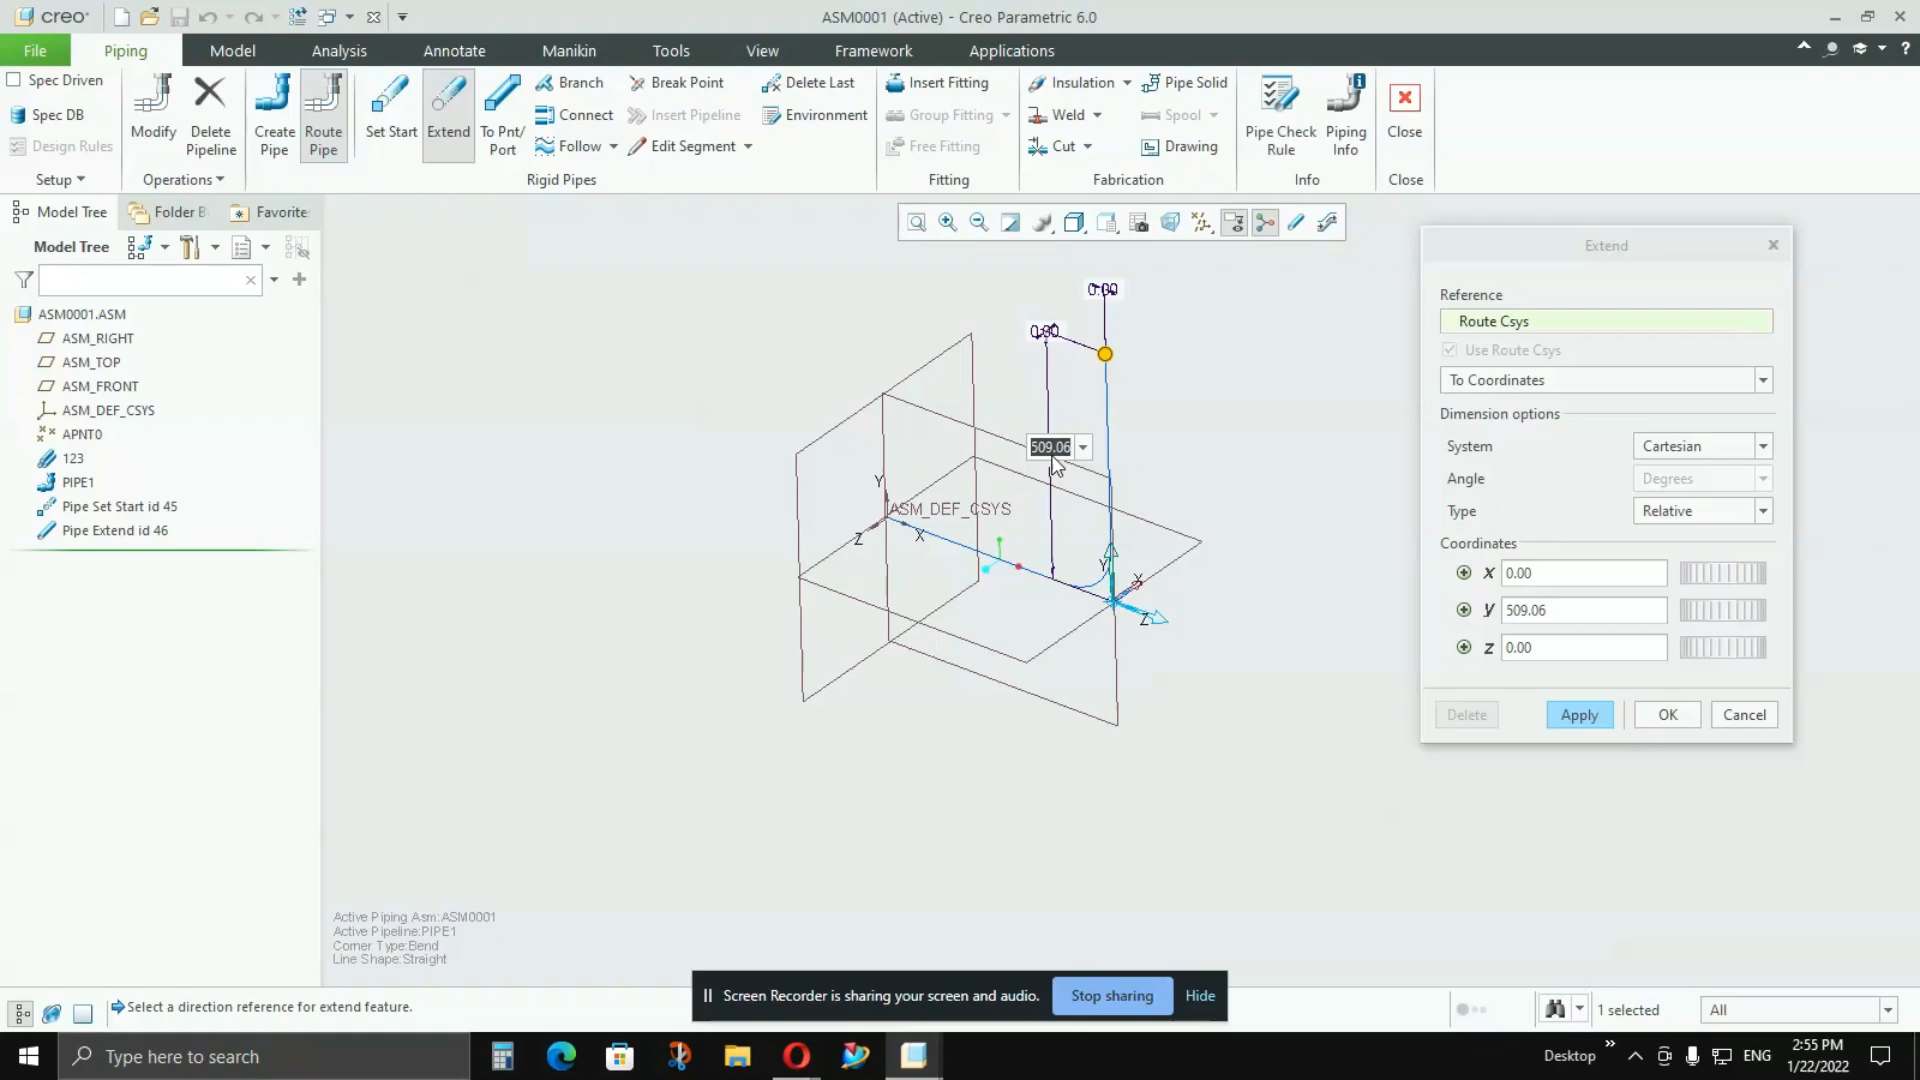 creo
ASM0001 (Active) - Creo Parametric 6.0
File
Piping
Model
Analysis
Annotate
Manikin
Tools
View
Framework
Applications
Spec Driven
Spec DB
Design Rules
Setup
Modify
Delete Pipeline
Operations
Create Pipe
Route Pipe
Set Start
Extend
To Pnt/ Port
Branch
Connect
Follow
Break Point
Insert Pipeline
Edit Segment
Delete Last
Environment
Rigid Pipes
Insert Fitting
Group Fitting
Free Fitting
Fitting
Insulation
Weld
Cut
Pipe Solid
Spool
Drawing
Fabrication
Pipe Check Rule
Piping Info
Info
Close
Close
Model Tree
Folder B
Favorite
Model Tree
ASM0001.ASM
ASM_RIGHT
ASM_TOP
ASM_FRONT
ASM_DEF_CSYS
APNT0
123
PIPE1
Pipe Set Start id 45
Pipe Extend id 46
0.00
509.06
Y
ASM_DEF_CSYS
Z
X
Y
X
Z
Extend
Reference
Route Csys
Use Route Csys
To Coordinates
Dimension options
System
Cartesian
Angle
Degrees
Type
Relative
Coordinates
X 0.00
y 509.06
z 0.00
Delete
Apply
OK
Cancel
Active Piping Asm:ASM0001
Active Pipeline:PIPE1
Corner Type:Bend
Line Shape:Straight
Select a direction reference for extend feature.
Screen Recorder is sharing your screen and audio.
Stop sharing
Hide
1 selected
All
Type here to search
Desktop
ENG
2:55 PM
1/22/2022